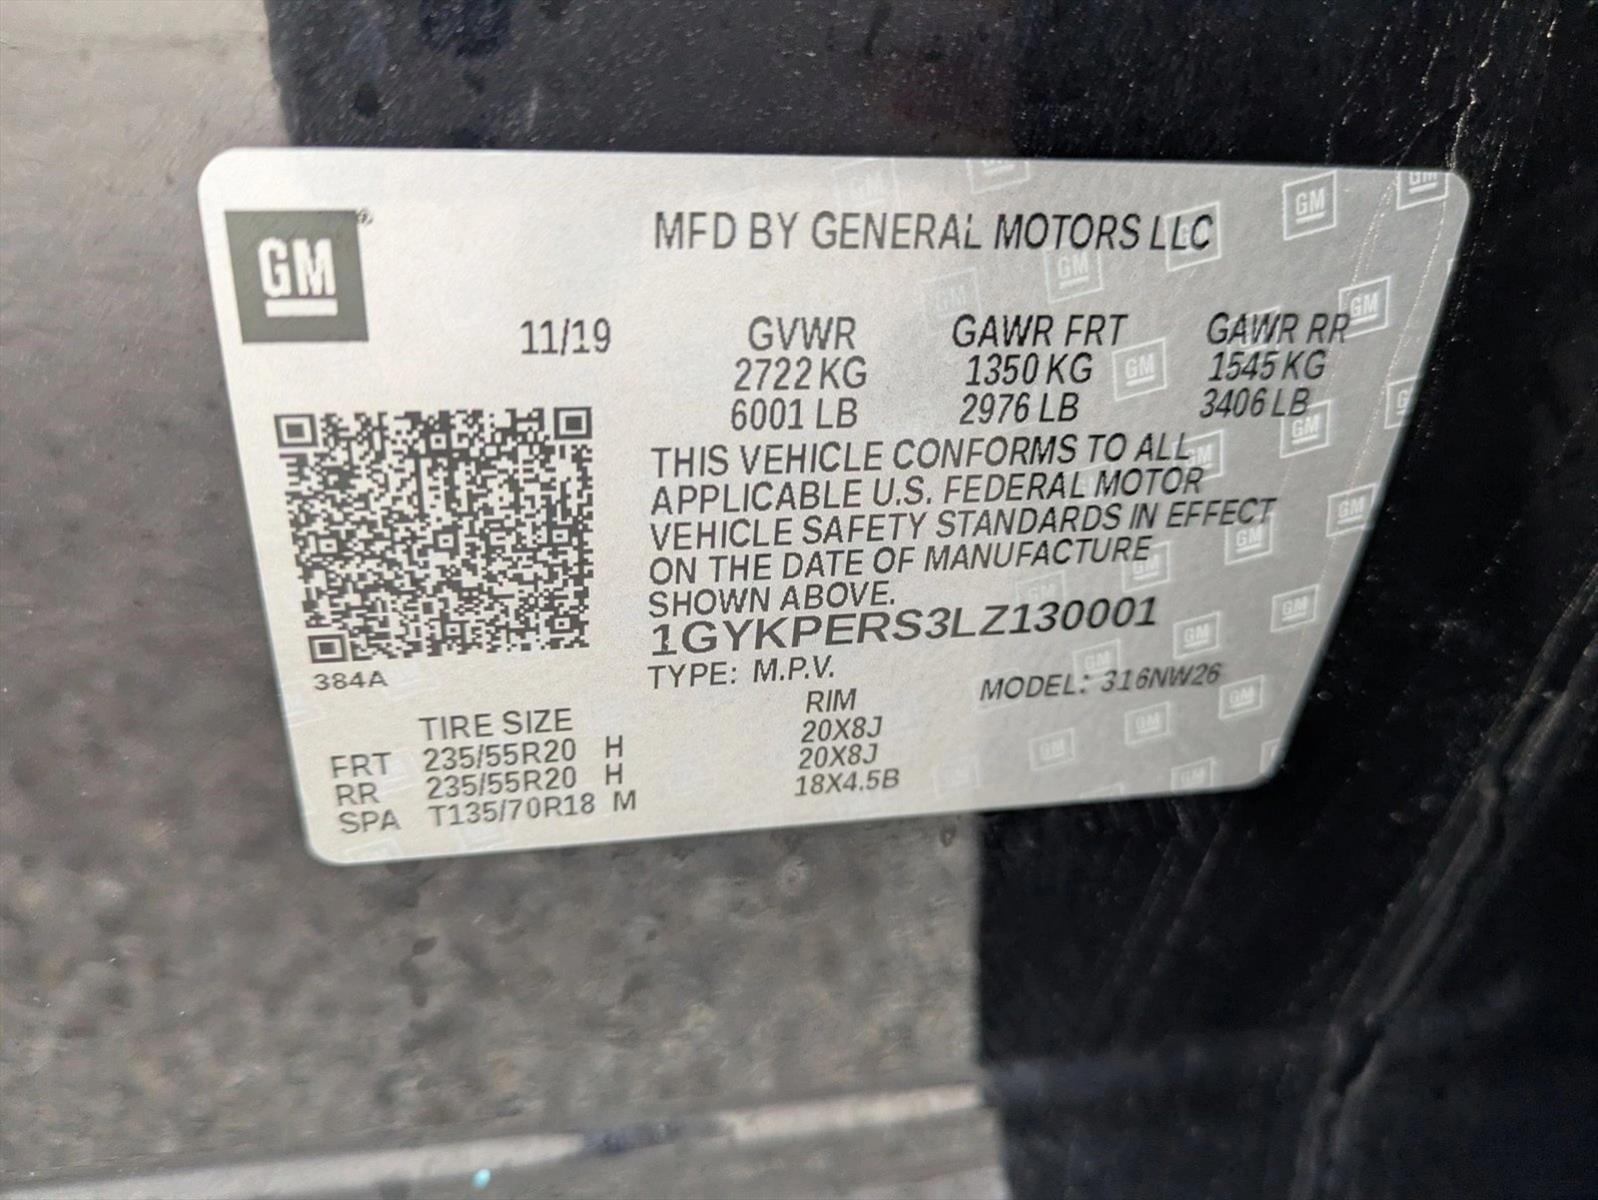 GM
MFD BY GENERAL MOTORS LLC
11/19 GVWR GAWR FRT GAWR RR
2722 KG 1350 KG 1545 KG
6001 LB 2976 LB 3406 LB
THIS VEHICLE CONFORMS TO ALL
APPLICABLE U.S. FEDERAL MOTOR
VEHICLE SAFETY STANDARDS IN EFFECT
ON THE DATE OF MANUFACTURE
SHOWN ABOVE.
1GYKPERS3LZ130001
384A
TYPE: M.P.V. MODEL: 316NW26
TIRE SIZE RIM
FRT 235/55R20 H 20X8J
RR 235/55R20 H 20X8J
SPA T135/70R18 M 18X4.5B